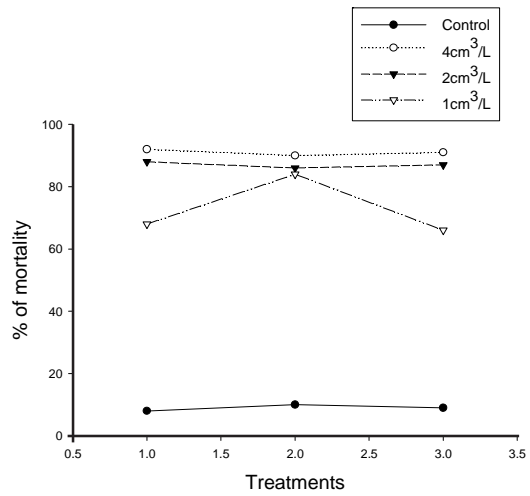 Control
4cm³/L
2cm³/L
1cm³/L
100
80
60
40
20
0
% of mortality
0.5 1.0 1.5 2.0 2.5 3.0 3.5
Treatments